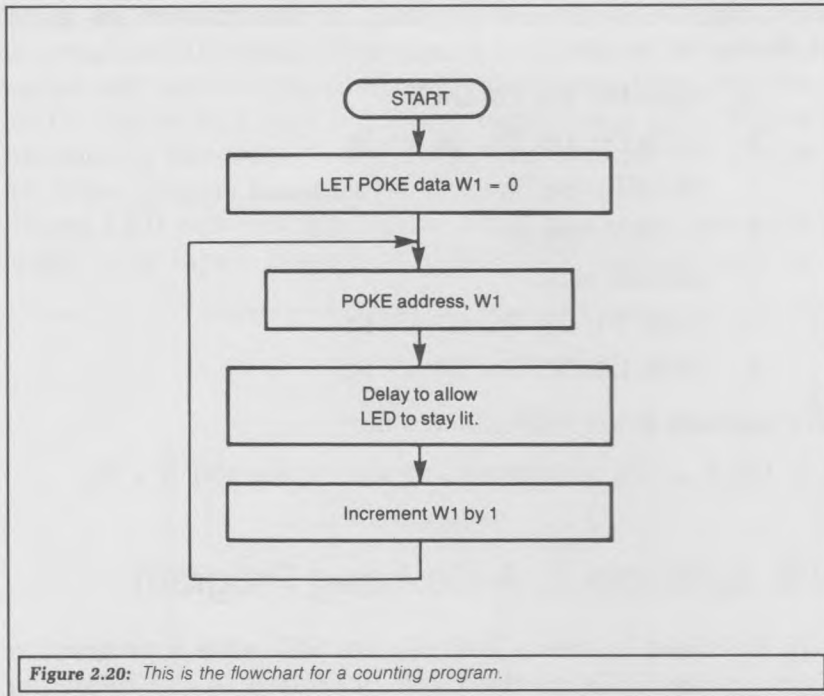 START
LET POKE data W1 = 0
POKE address, W1
Delay to allow
LED to stay lit.
Increment W1 by 1
Figure 2.20: This is the flowchart for a counting program.